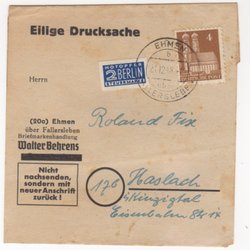 Eilige Drucksache
NOTOPFER
2 BERLIN
STEUERMARKE
EHMEN
4
Herrn
Roland Fix
(20a) Ehmen
über Fallersleben
Briefmarkenhandlung
Walter Behrens
Nicht
nachsenden,
sondern mit
neuer Anschrift
zurück !
17b
Haslach
Kinzigtal